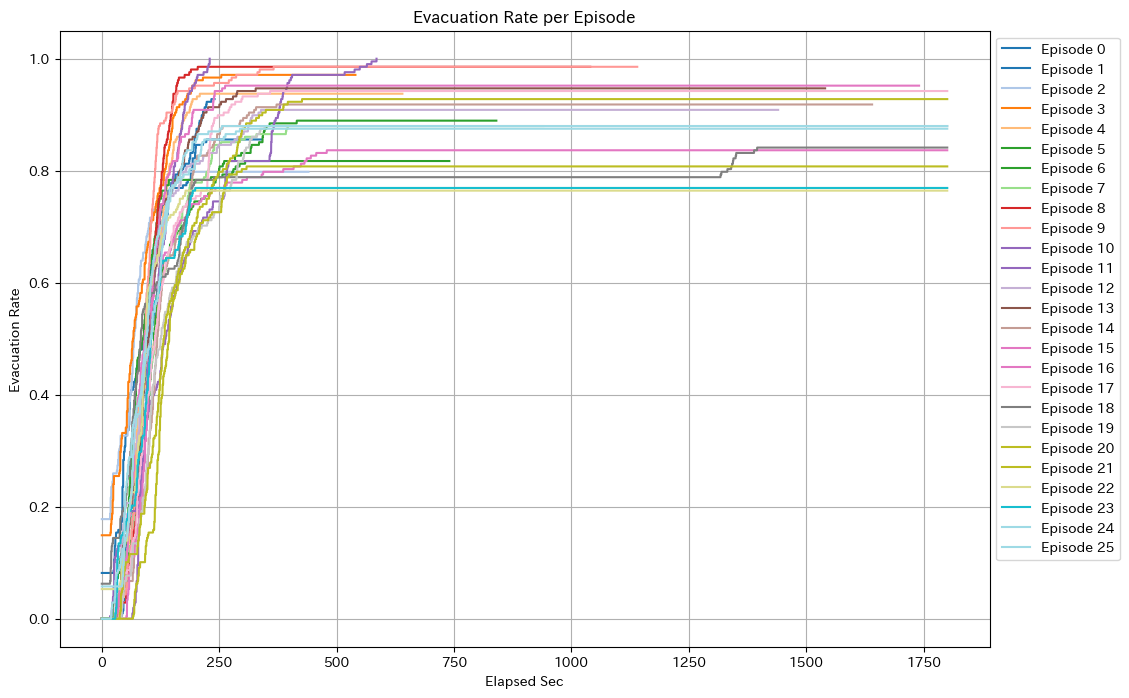 Evacuation Rate per Episode
1.0
0.8
0.6
0.4
0.2
0.0
Evacuation Rate
0
250
500
750
1000
1250
1500
1750
Elapsed Sec
Episode 0
Episode 1
Episode 2
Episode 3
Episode 4
Episode 5
Episode 6
Episode 7
Episode 8
Episode 9
Episode 10
Episode 11
Episode 12
Episode 13
Episode 14
Episode 15
Episode 16
Episode 17
Episode 18
Episode 19
Episode 20
Episode 21
Episode 22
Episode 23
Episode 24
Episode 25